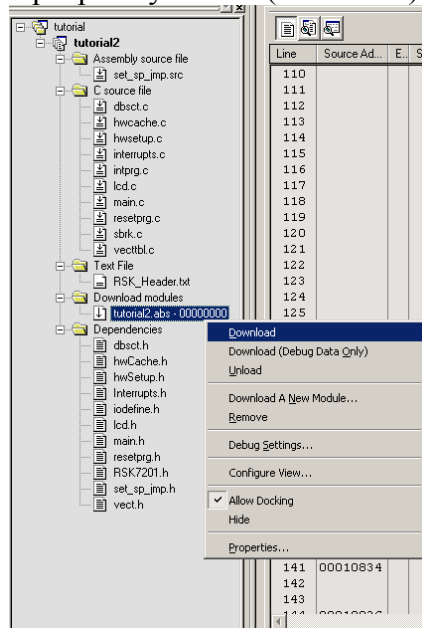 tutorial
tutorial2
Assembly source file
set_sp_jmp.src
C source file
dbsct.c
hwcache.c
hwsetup.c
interrupts.c
intprg.c
lcd.c
main.c
resetprg.c
sbrk.c
vecttbl.c
Text File
RSK_Header.txt
Download modules
tutorial2.abs - 00000000
Dependencies
dbsct.h
hwCache.h
hwSetup.h
Interrupts.h
iodefine.h
lcd.h
main.h
resetprg.h
RSK7201.h
set_sp_jmp.h
vect.h
Line Source Ad... E.. S
110
111
112
113
114
115
116
117
118
119
120
121
122
123
124
125
Download
Download (Debug Data Only)
Unload
Download A New Module...
Remove
Debug Settings...
Configure View...
Allow Docking
Hide
Properties...
141 00010834
142
143